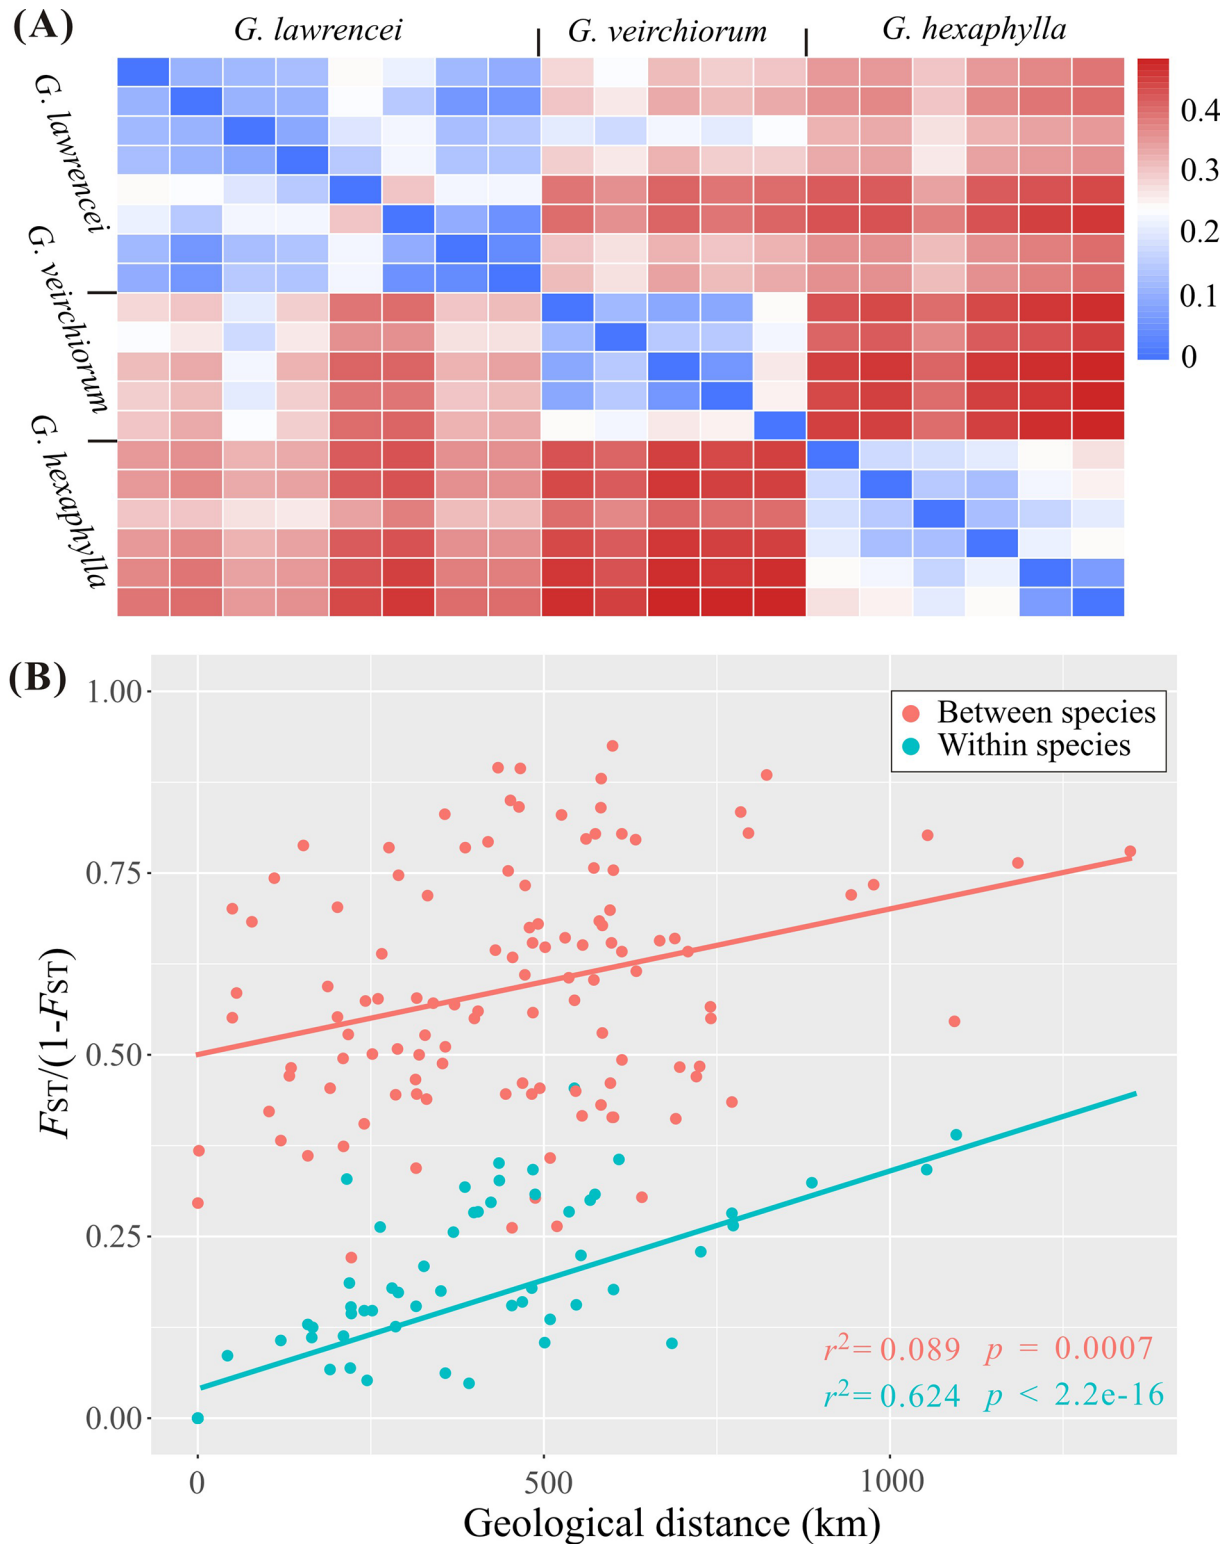 (A)
G. lawrencei
G. veirchiorum
G. hexaphylla
G. lawrencei
G. veirchiorum
G. hexaphylla
0.4
0.3
0.2
0.1
0
(B)
1.00
0.75
0.50
0.25
0.00
FST/(1-FST)
Between species
Within species
r²= 0.089 p = 0.0007
r²= 0.624 p < 2.2e-16
0
500
1000
Geological distance (km)